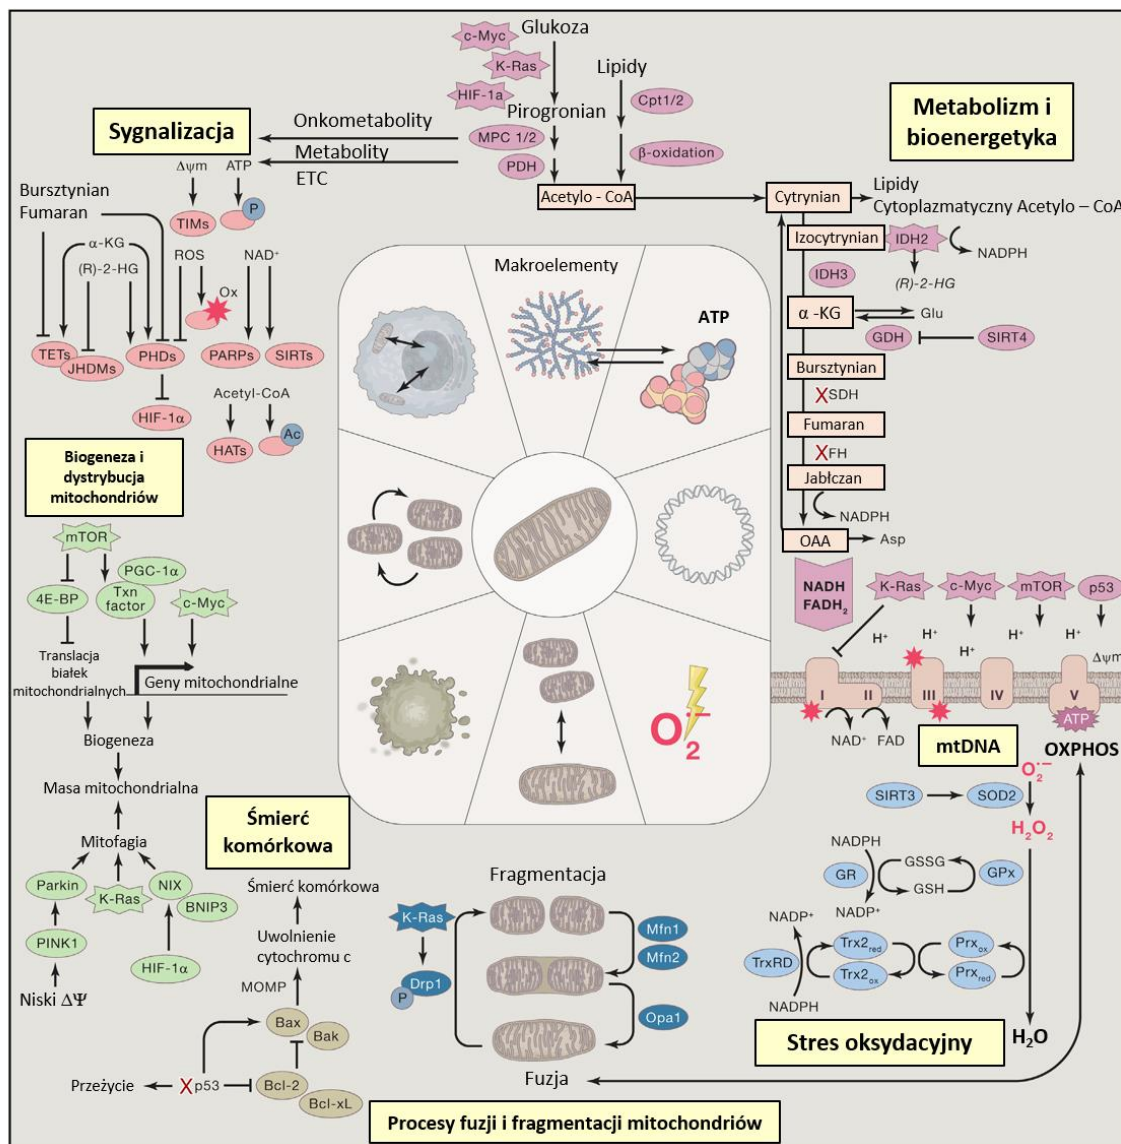 c-Myc
Glukoza
K-Ras
HIF-1a
Lipidy
Pirogronian
Cpt1/2
MPC 1/2
PDH
β-oxidation
Acetylo - CoA
Metabolizm i
bioenergetyka
Cytrynian
Lipidy
Cytoplazmatyczny Acetylo – CoA
Izocytrynian
IDH2
NADPH
IDH3
(R)-2-HG
α -KG
Glu
GDH
SIRT4
Bursztynian
X SDH
Fumaran
X FH
Jabłczan
NADPH
OAA
Asp
NADH
FADH₂
K-Ras
c-Myc
mTOR
p53
H⁺
H⁺
H⁺
H⁺
H⁺
Δψm
I
II
III
IV
V
ATP
NAD⁺
FAD
mtDNA
OXPHOS
Sygnalizacja
Onkometabolity
Metabolity
ETC
Δψm
ATP
P
TIMs
Bursztynian
Fumaran
α-KG
(R)-2-HG
ROS
NAD⁺
Ox
TETs
JHDMs
PHDs
PARPs
SIRTs
HIF-1α
Acetyl-CoA
HATs
Ac
Makroelementy
ATP
O₂•−
Biogeneza i
dystrybucja
mitochondriów
mTOR
PGC-1α
4E-BP
Txn
factor
c-Myc
Translacja
białek
mitochondrialnych
Geny mitochondrialne
Biogeneza
Masa mitochondrialna
Mitofagia
Parkin
K-Ras
NIX
BNIP3
PINK1
HIF-1α
Niski ΔΨ
Śmierć
komórkowa
Śmierć komórkowa
Uwolnienie
cytochromu c
MOMP
Bax
Bak
Przeżycie
X p53
Bcl-2
Bcl-xL
Fragmentacja
K-Ras
Mfn1
Mfn2
Drp1
P
Opa1
Fuzja
Procesy fuzji i fragmentacji mitochondriów
O₂•−
SIRT3
SOD2
H₂O₂
NADPH
GR
GSSG
GSH
GPx
NADP⁺
NADP⁺
TrxRD
Trx2red
Trx2ox
Prxox
Prxred
NADPH
Stres oksydacyjny
H₂O